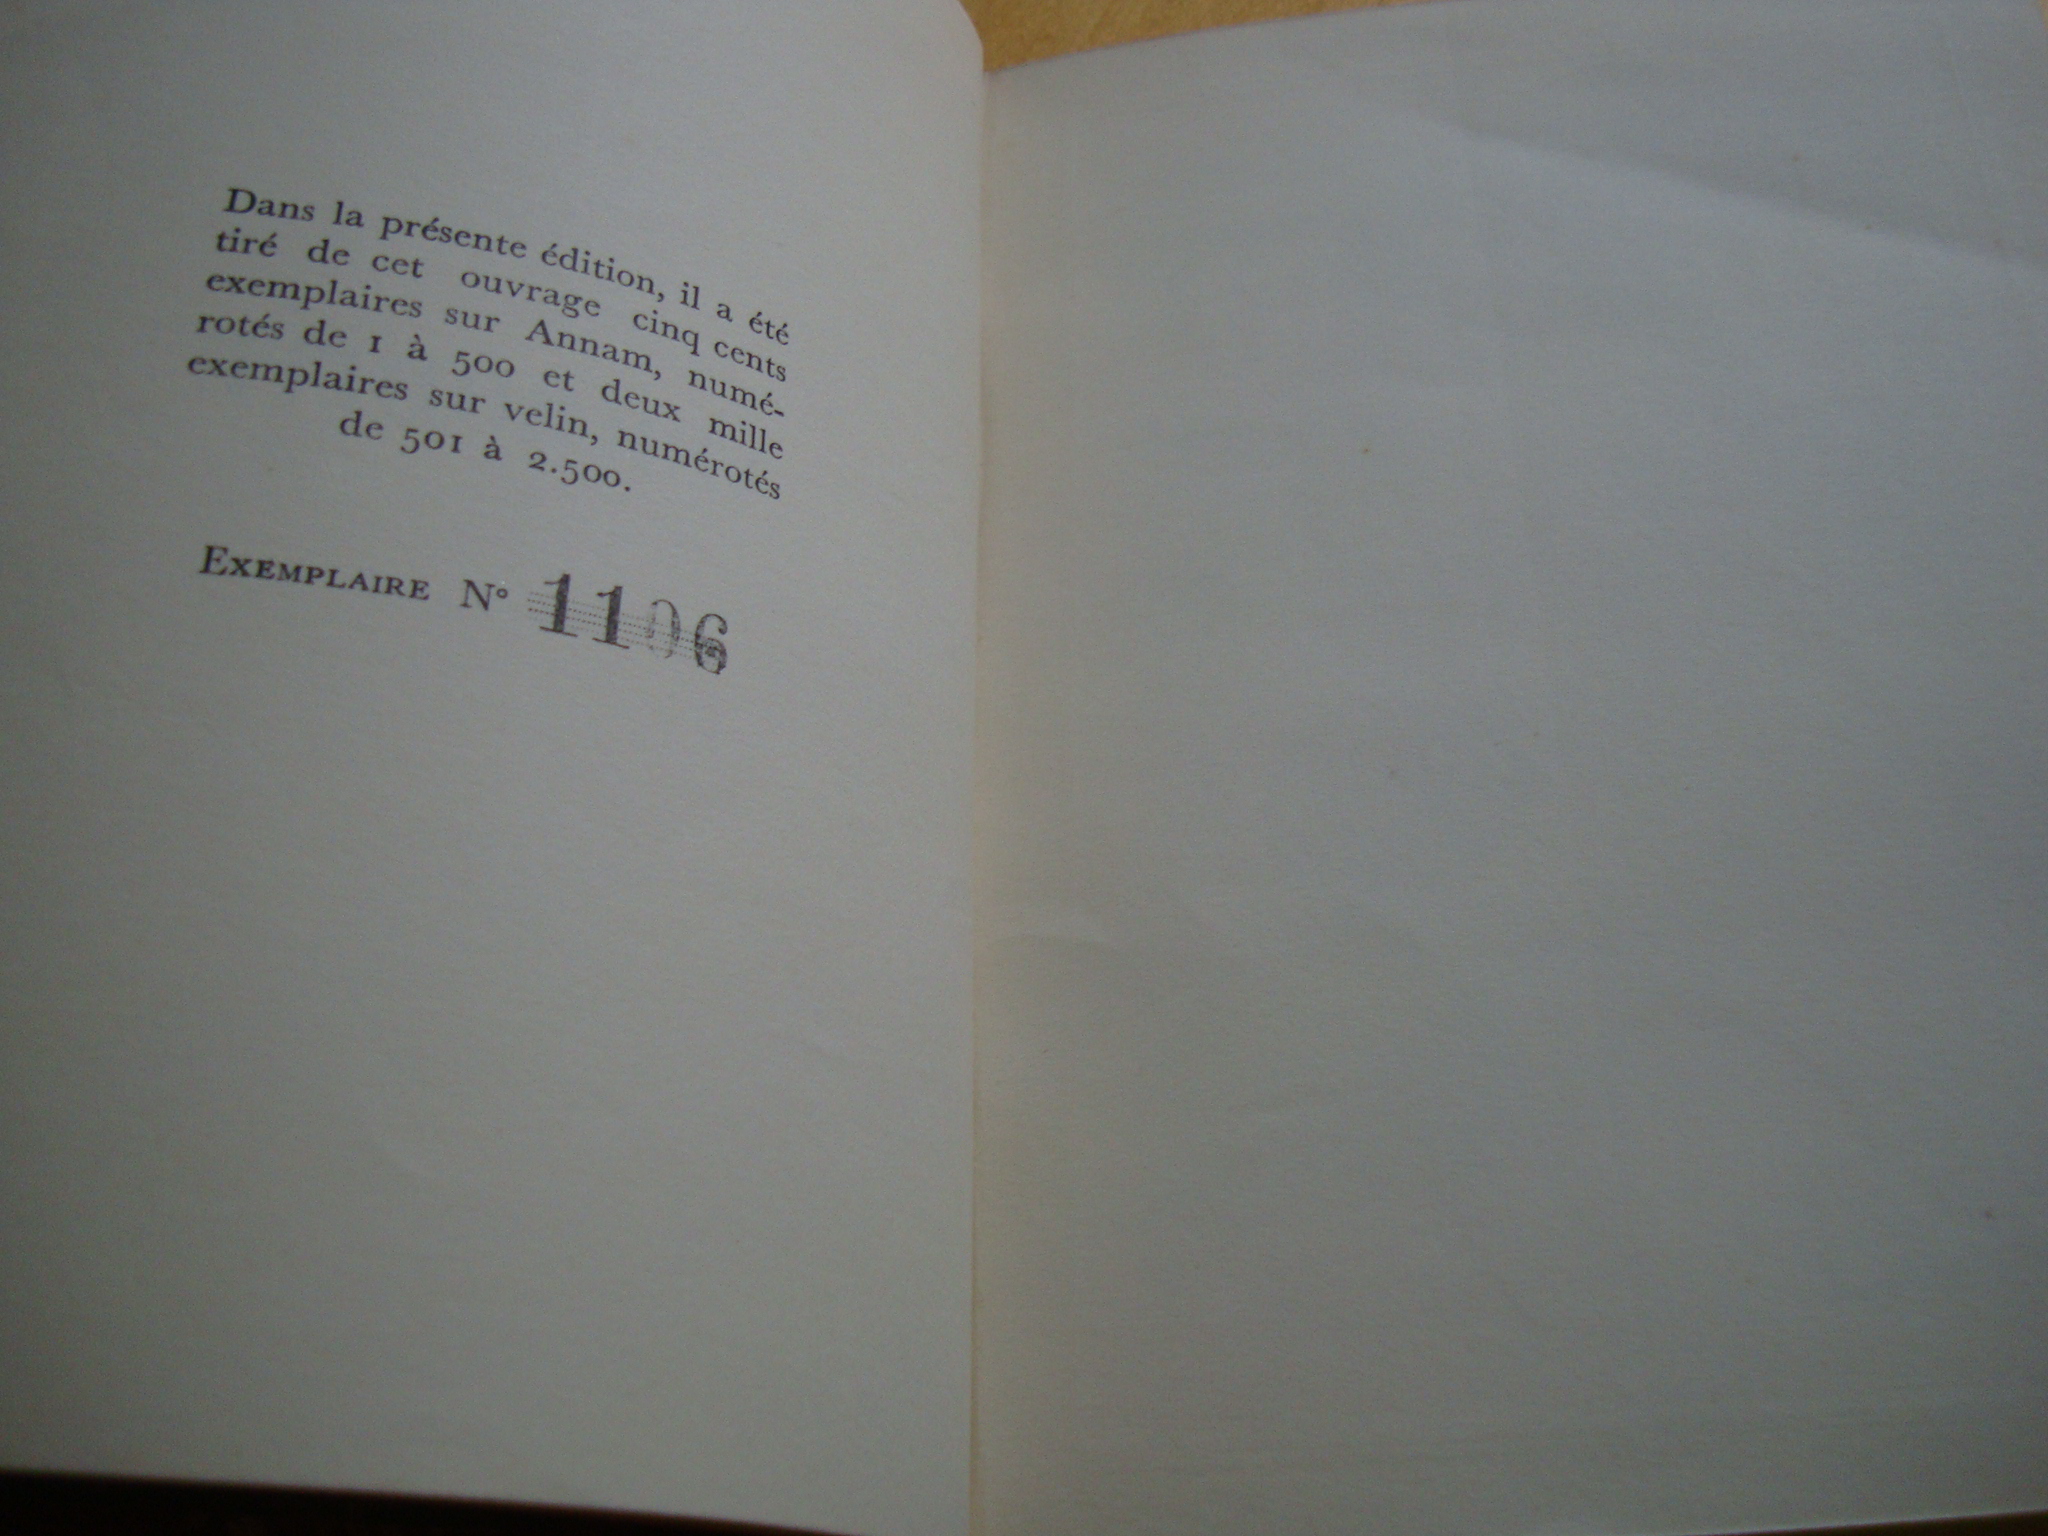 Dans la présente édition, il a été
tiré de cet ouvrage cinq cents
exemplaires sur Annam, numé-
rotés de 1 à 500 et deux mille
exemplaires sur velin, numérotés
de 501 à 2.500.
EXEMPLAIRE N° 1106